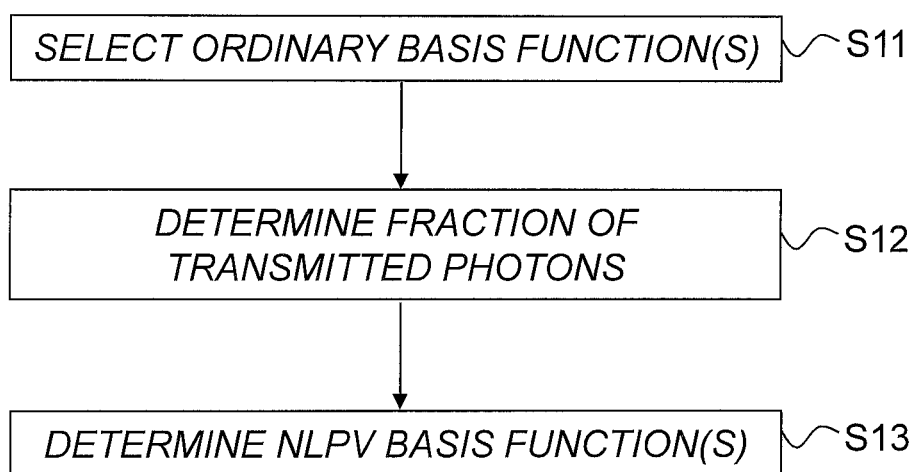 SELECT ORDINARY BASIS FUNCTION(S)
S11
DETERMINE FRACTION OF
TRANSMITTED PHOTONS
S12
DETERMINE NLPV BASIS FUNCTION(S)
S13